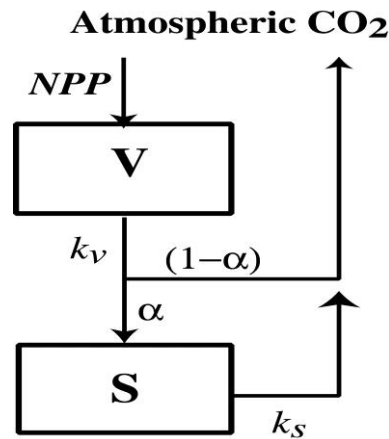 Atmospheric CO2
NPP
V
kv
(1−α)
α
S
ks